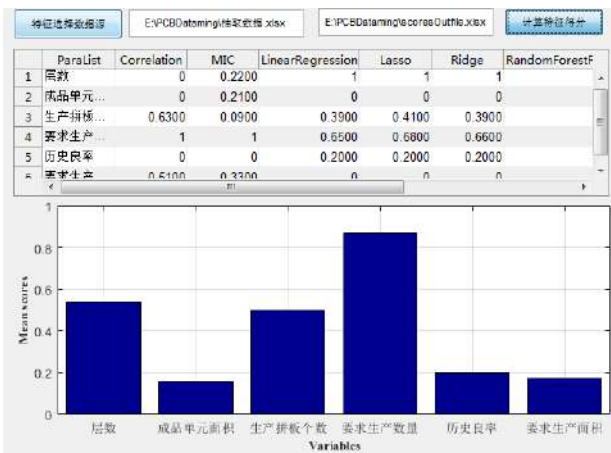 特征选择数据源 E:\PCBDataming\抽取数据.xlsx E:\PCBDataming\scoresOutfile.xlsx 计算特征得分
ParaList Correlation MIC LinearRegression Lasso Ridge RandomForestF
1 层数 0 0.2200 1 1 1
2 成品单元... 0 0.2100 0 0 0
3 生产拼板... 0.6300 0.0900 0.3900 0.4100 0.3900
4 要求生产... 1 1 0.6500 0.6800 0.6600
5 历史良率 0 0 0.2000 0.2000 0.2000
6 要求生产 0.5100 0.3300 0 0 0
1
0.8
0.6
0.4
0.2
0
Mean scores
层数 成品单元面积 生产拼板个数 要求生产数量 历史良率 要求生产面积
Variables